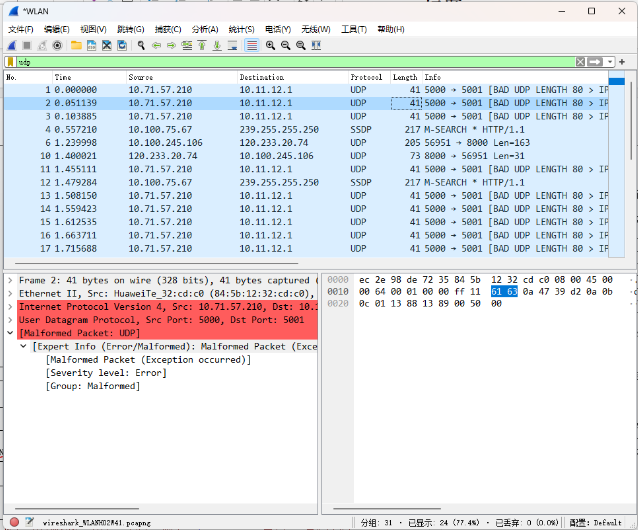 *WLAN
文件(F) 编辑(E) 视图(V) 跳转(G) 捕获(C) 分析(A) 统计(S) 电话(Y) 无线(W) 工具(T) 帮助(H)
udp
No. Time Source Destination Protocol Length Info
1 0.000000 10.71.57.210 10.11.12.1 UDP 41 5000 → 5001 [BAD UDP LENGTH 80 > IP
2 0.051139 10.71.57.210 10.11.12.1 UDP 41 5000 → 5001 [BAD UDP LENGTH 80 > IP
3 0.103885 10.71.57.210 10.11.12.1 UDP 41 5000 → 5001 [BAD UDP LENGTH 80 > IP
4 0.557210 10.100.75.67 239.255.255.250 SSDP 217 M-SEARCH * HTTP/1.1
6 1.239998 10.100.245.106 120.233.20.74 UDP 205 56951 → 8000 Len=163
10 1.400021 120.233.20.74 10.100.245.106 UDP 73 8000 → 56951 Len=31
11 1.455111 10.71.57.210 10.11.12.1 UDP 41 5000 → 5001 [BAD UDP LENGTH 80 > IP
12 1.479284 10.100.75.67 239.255.255.250 SSDP 217 M-SEARCH * HTTP/1.1
13 1.508150 10.71.57.210 10.11.12.1 UDP 41 5000 → 5001 [BAD UDP LENGTH 80 > IP
14 1.559423 10.71.57.210 10.11.12.1 UDP 41 5000 → 5001 [BAD UDP LENGTH 80 > IP
15 1.612535 10.71.57.210 10.11.12.1 UDP 41 5000 → 5001 [BAD UDP LENGTH 80 > IP
16 1.663711 10.71.57.210 10.11.12.1 UDP 41 5000 → 5001 [BAD UDP LENGTH 80 > IP
17 1.715688 10.71.57.210 10.11.12.1 UDP 41 5000 → 5001 [BAD UDP LENGTH 80 > IP
Frame 2: 41 bytes on wire (328 bits), 41 bytes captured (
Ethernet II, Src: HuaweiTe_32:cd:c0 (84:5b:12:32:cd:c0),
Internet Protocol Version 4, Src: 10.71.57.210, Dst: 10.1
User Datagram Protocol, Src Port: 5000, Dst Port: 5001
[Malformed Packet: UDP]
[Expert Info (Error/Malformed): Malformed Packet (Exce
[Malformed Packet (Exception occurred)]
[Severity level: Error]
[Group: Malformed]
0000 ec 2e 98 de 72 35 84 5b 12 32 cd c0 08 00 45 00
0010 00 64 00 01 00 00 ff 11 61 63 0a 47 39 d2 0a 0b
0020 0c 01 13 88 13 89 00 50 00
wireshark_WLANH02W41.pcapng 分组: 31 · 已显示: 24 (77.4%) · 已丢弃: 0 (0.0%) 配置: Default